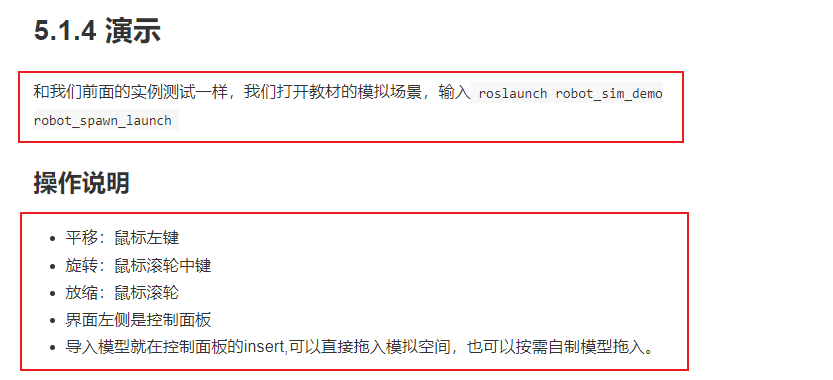 5.1.4 演示
和我们前面的实例测试一样，我们打开教材的模拟场景，输入 roslaunch robot_sim_demo
robot_spawn_launch
操作说明
• 平移：鼠标左键
• 旋转：鼠标滚轮中键
• 放缩：鼠标滚轮
• 界面左侧是控制面板
• 导入模型就在控制面板的insert,可以直接拖入模拟空间，也可以按需自制模型拖入。